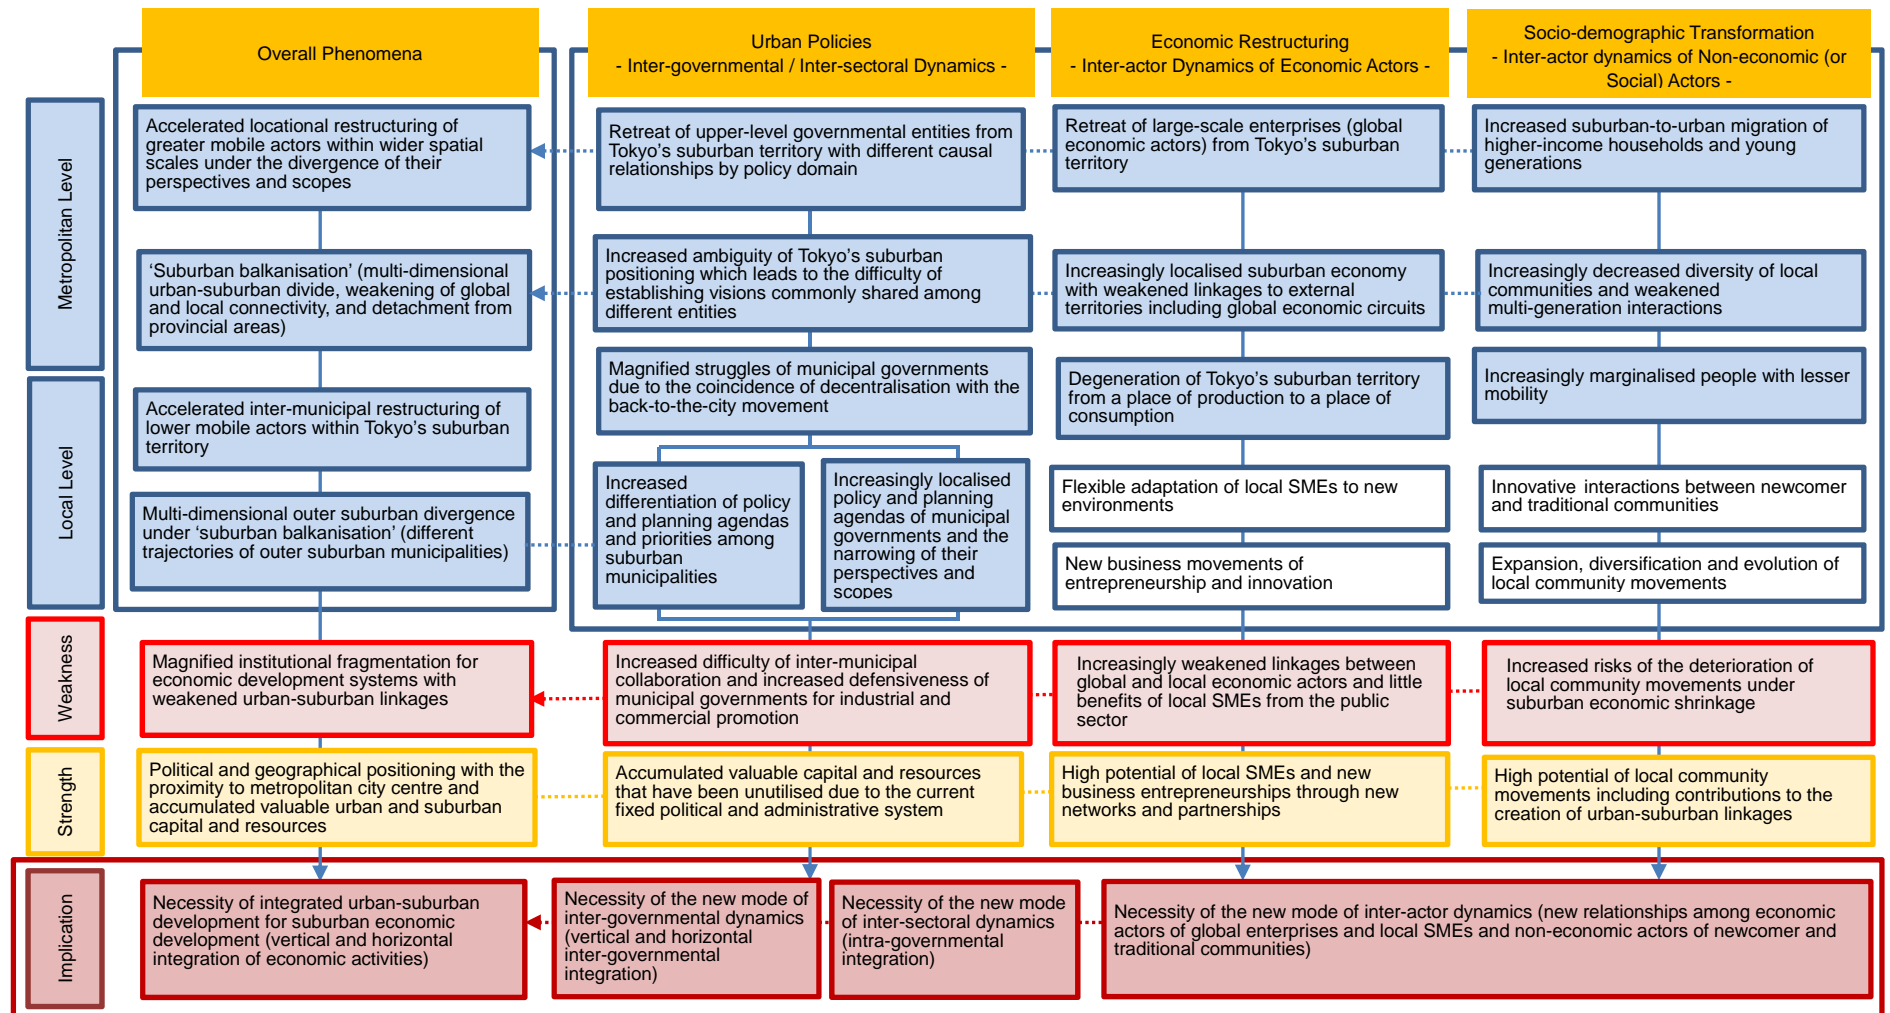 Overall Phenomena
Urban Policies
- Inter-governmental / Inter-sectoral Dynamics -
Economic Restructuring
- Inter-actor Dynamics of Economic Actors -
Socio-demographic Transformation
- Inter-actor dynamics of Non-economic (or
Social) Actors -
Metropolitan Level
Accelerated locational restructuring of
greater mobile actors within wider spatial
scales under the divergence of their
perspectives and scopes
Retreat of upper-level governmental entities from
Tokyo's suburban territory with different causal
relationships by policy domain
Retreat of large-scale enterprises (global
economic actors) from Tokyo's suburban
territory
Increased suburban-to-urban migration of
higher-income households and young
generations
‘Suburban balkanisation’ (multi-dimensional
urban-suburban divide, weakening of global
and local connectivity, and detachment from
provincial areas)
Increased ambiguity of Tokyo's suburban
positioning which leads to the difficulty of
establishing visions commonly shared among
different entities
Increasingly localised suburban economy
with weakened linkages to external
territories including global economic circuits
Increasingly decreased diversity of local
communities and weakened
multi-generation interactions
Local Level
Accelerated inter-municipal restructuring of
lower mobile actors within Tokyo's suburban
territory
Magnified struggles of municipal governments
due to the coincidence of decentralisation with the
back-to-the-city movement
Degeneration of Tokyo's suburban territory
from a place of production to a place of
consumption
Increasingly marginalised people with lesser
mobility
Multi-dimensional outer suburban divergence
under ‘suburban balkanisation’ (different
trajectories of outer suburban municipalities)
Increased
differentiation of policy
and planning agendas
and priorities among
suburban
municipalities
Increasingly localised
policy and planning
agendas of municipal
governments and the
narrowing of their
perspectives and
scopes
Flexible adaptation of local SMEs to new
environments
Innovative interactions between newcomer
and traditional communities
New business movements of
entrepreneurship and innovation
Expansion, diversification and evolution of
local community movements
Weakness
Magnified institutional fragmentation for
economic development systems with
weakened urban-suburban linkages
Increased difficulty of inter-municipal
collaboration and increased defensiveness of
municipal governments for industrial and
commercial promotion
Increasingly weakened linkages between
global and local economic actors and little
benefits of local SMEs from the public
sector
Increased risks of the deterioration of
local community movements under
suburban economic shrinkage
Strength
Political and geographical positioning with the
proximity to metropolitan city centre and
accumulated valuable urban and suburban
capital and resources
Accumulated valuable capital and resources
that have been unutilised due to the current
fixed political and administrative system
High potential of local SMEs and new
business entrepreneurships through new
networks and partnerships
High potential of local community
movements including contributions to the
creation of urban-suburban linkages
Implication
Necessity of integrated urban-suburban
development for suburban economic
development (vertical and horizontal
integration of economic activities)
Necessity of the new mode of
inter-governmental dynamics
(vertical and horizontal
inter-governmental
integration)
Necessity of the new mode
of inter-sectoral dynamics
(intra-governmental
integration)
Necessity of the new mode of inter-actor dynamics (new relationships among economic
actors of global enterprises and local SMEs and non-economic actors of newcomer and
traditional communities)